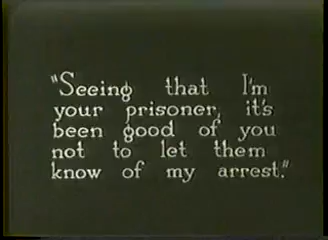 "Seeing that I'm
your prisoner, it's
been good of you
not to let them
know of my arrest."